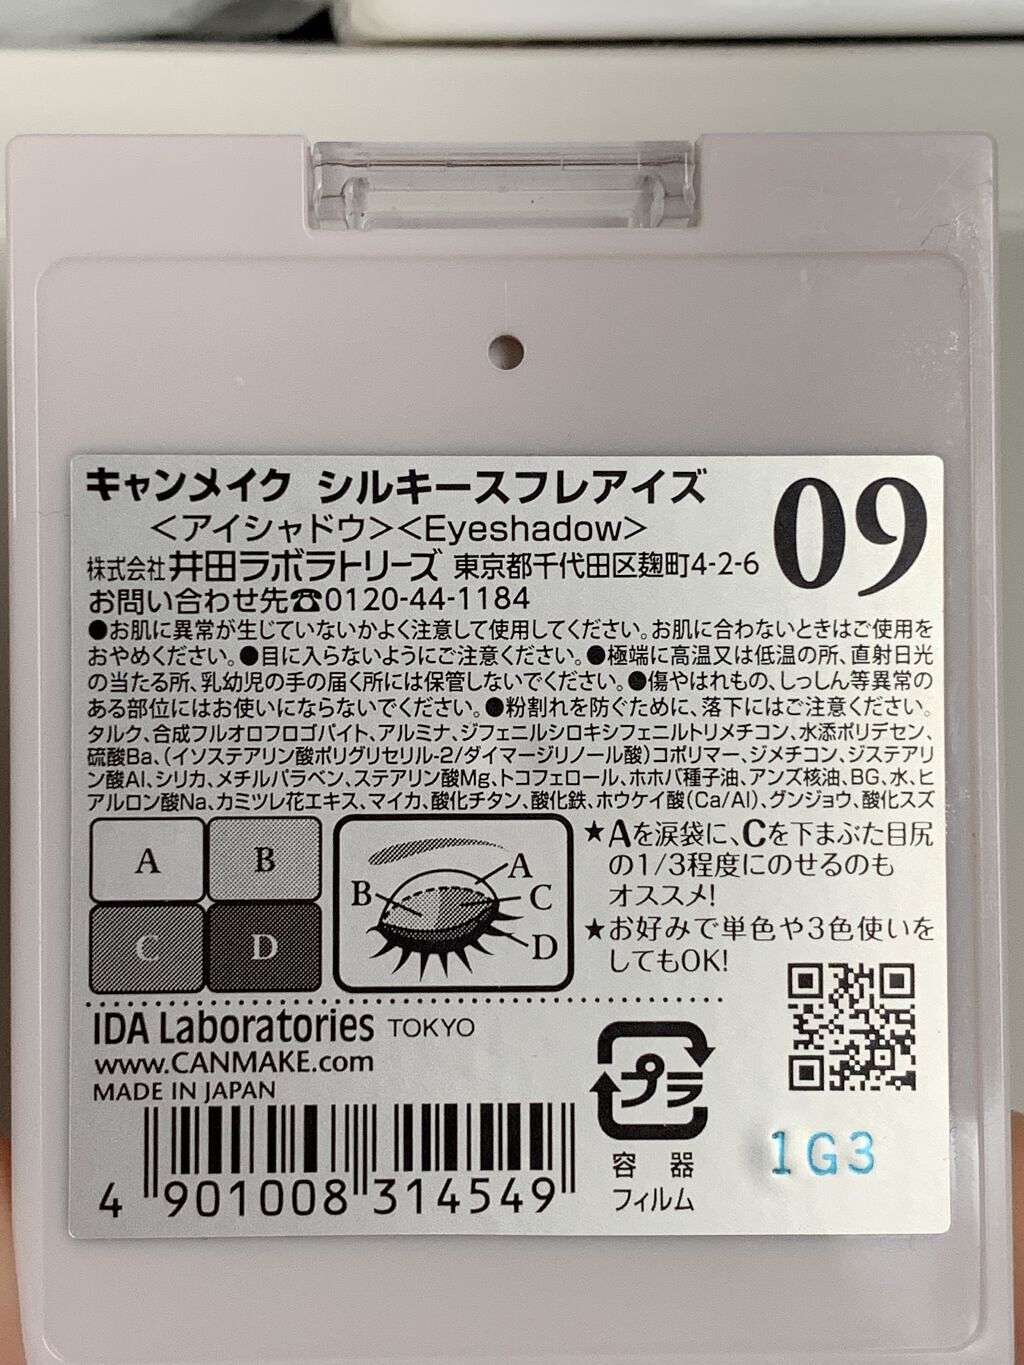 キャンメイク シルキースフレアイズ
09
＜アイシャドウ＞＜Eyeshadow＞
株式会社井田ラボラトリーズ 東京都千代田区麹町4-2-6
お問い合わせ先☎0120-44-1184
●お肌に異常が生じていないかよく注意して使用してください。お肌に合わないときはご使用を
おやめください。●目に入らないようにご注意ください。●極端に高温又は低温の所、直射日光
の当たる所、乳幼児の手の届く所には保管しないでください。●傷やはれもの、しっしん等異常の
ある部位にはお使いにならないでください。●粉割れを防ぐために、落下にはご注意ください。
タルク、合成フルオロフロゴパイト、アルミナ、ジフェニルシロキシフェニルトリメチコン、水添ポリデセン、
硫酸Ba、(イソステアリン酸ポリグリセリル-2/ダイマージリノール酸)コポリマー、ジメチコン、ジステアリ
ン酸Al、シリカ、メチルパラベン、ステアリン酸Mg、トコフェロール、ホホバ種子油、アンズ核油、BG、水、ヒ
アルロン酸Na、カミツレ花エキス、マイカ、酸化チタン、酸化鉄、ホウケイ酸(Ca/Al)、グンジョウ、酸化スズ
A B
C D
A
B C
D
★Aを涙袋に、Cを下まぶた目尻
の1/3程度にのせるのも
オススメ!
★お好みで単色や3色使いを
してもOK!
IDA Laboratories TOKYO
www.CANMAKE.com
MADE IN JAPAN
4 901008 314549
プラ
容 器
フィルム
1G3